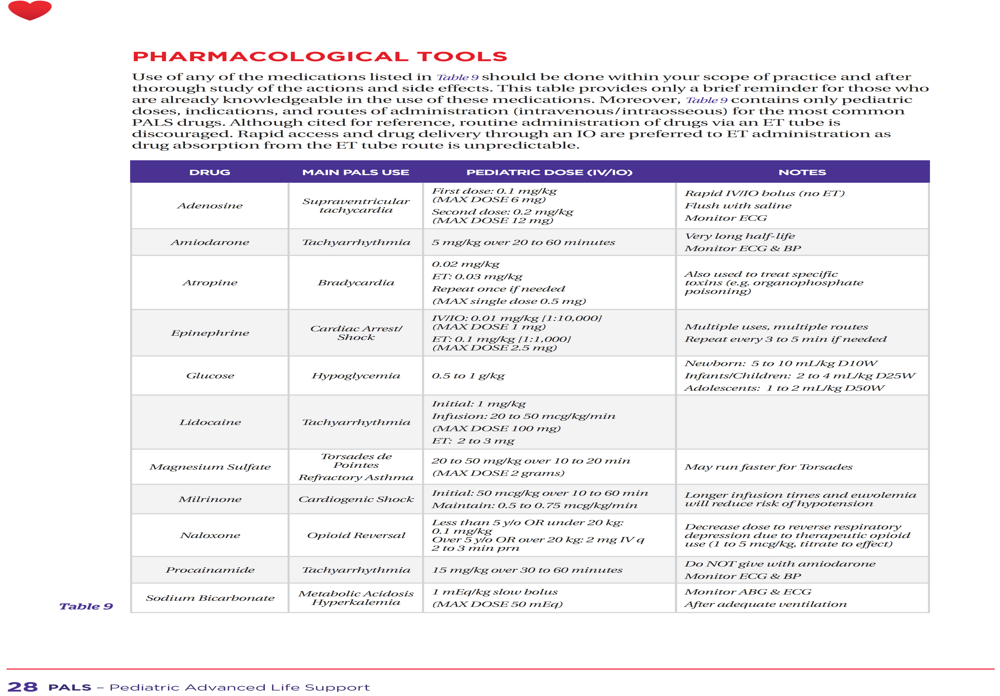 PHARMACOLOGICAL TOOLS
Use of any of the medications listed in Table 9 should be done within your scope of practice and after
thorough study of the actions and side effects. This table provides only a brief reminder for those who
are already knowledgeable in the use of these medications. Moreover, Table 9 contains only pediatric
doses, indications, and routes of administration (intravenous/intraosseous) for the most common
PALS drugs. Although cited for reference, routine administration of drugs via an ET tube is
discouraged. Rapid access and drug delivery through an IO are preferred to ET administration as
drug absorption from the ET tube route is unpredictable.
DRUG
MAIN PALS USE
PEDIATRIC DOSE (IV/IO)
NOTES
Adenosine
Supraventricular
tachycardia
First dose: 0.1 mg/kg
(MAX DOSE 6 mg)
Second dose: 0.2 mg/kg
(MAX DOSE 12 mg)
Rapid IV/IO bolus (no ET)
Flush with saline
Monitor ECG
Amiodarone
Tachyarrhythmia
5 mg/kg over 20 to 60 minutes
Very long half-life
Monitor ECG & BP
Atropine
Bradycardia
0.02 mg/kg
ET: 0.03 mg/kg
Repeat once if needed
(MAX single dose 0.5 mg)
Also used to treat specific
toxins (e.g. organophosphate
poisoning)
Epinephrine
Cardiac Arrest/
Shock
IV/IO: 0.01 mg/kg [1:10,000]
(MAX DOSE 1 mg)
ET: 0.1 mg/kg [1:1,000]
(MAX DOSE 2.5 mg)
Multiple uses, multiple routes
Repeat every 3 to 5 min if needed
Glucose
Hypoglycemia
0.5 to 1 g/kg
Newborn: 5 to 10 mL/kg D10W
Infants/Children: 2 to 4 mL/kg D25W
Adolescents: 1 to 2 mL/kg D50W
Lidocaine
Tachyarrhythmia
Initial: 1 mg/kg
Infusion: 20 to 50 mcg/kg/min
(MAX DOSE 100 mg)
ET: 2 to 3 mg
Magnesium Sulfate
Torsades de
Pointes
Refractory Asthma
20 to 50 mg/kg over 10 to 20 min
(MAX DOSE 2 grams)
May run faster for Torsades
Milrinone
Cardiogenic Shock
Initial: 50 mcg/kg over 10 to 60 min
Maintain: 0.5 to 0.75 mcg/kg/min
Longer infusion times and euvolemia
will reduce risk of hypotension
Naloxone
Opioid Reversal
Less than 5 y/o OR under 20 kg:
0.1 mg/kg
Over 5 y/o OR over 20 kg: 2 mg IV q
2 to 3 min prn
Decrease dose to reverse respiratory
depression due to therapeutic opioid
use (1 to 5 mcg/kg, titrate to effect)
Procainamide
Tachyarrhythmia
15 mg/kg over 30 to 60 minutes
Do NOT give with amiodarone
Monitor ECG & BP
Sodium Bicarbonate
Metabolic Acidosis
Hyperkalemia
1 mEq/kg slow bolus
(MAX DOSE 50 mEq)
Monitor ABG & ECG
After adequate ventilation
Table 9
28 PALS – Pediatric Advanced Life Support